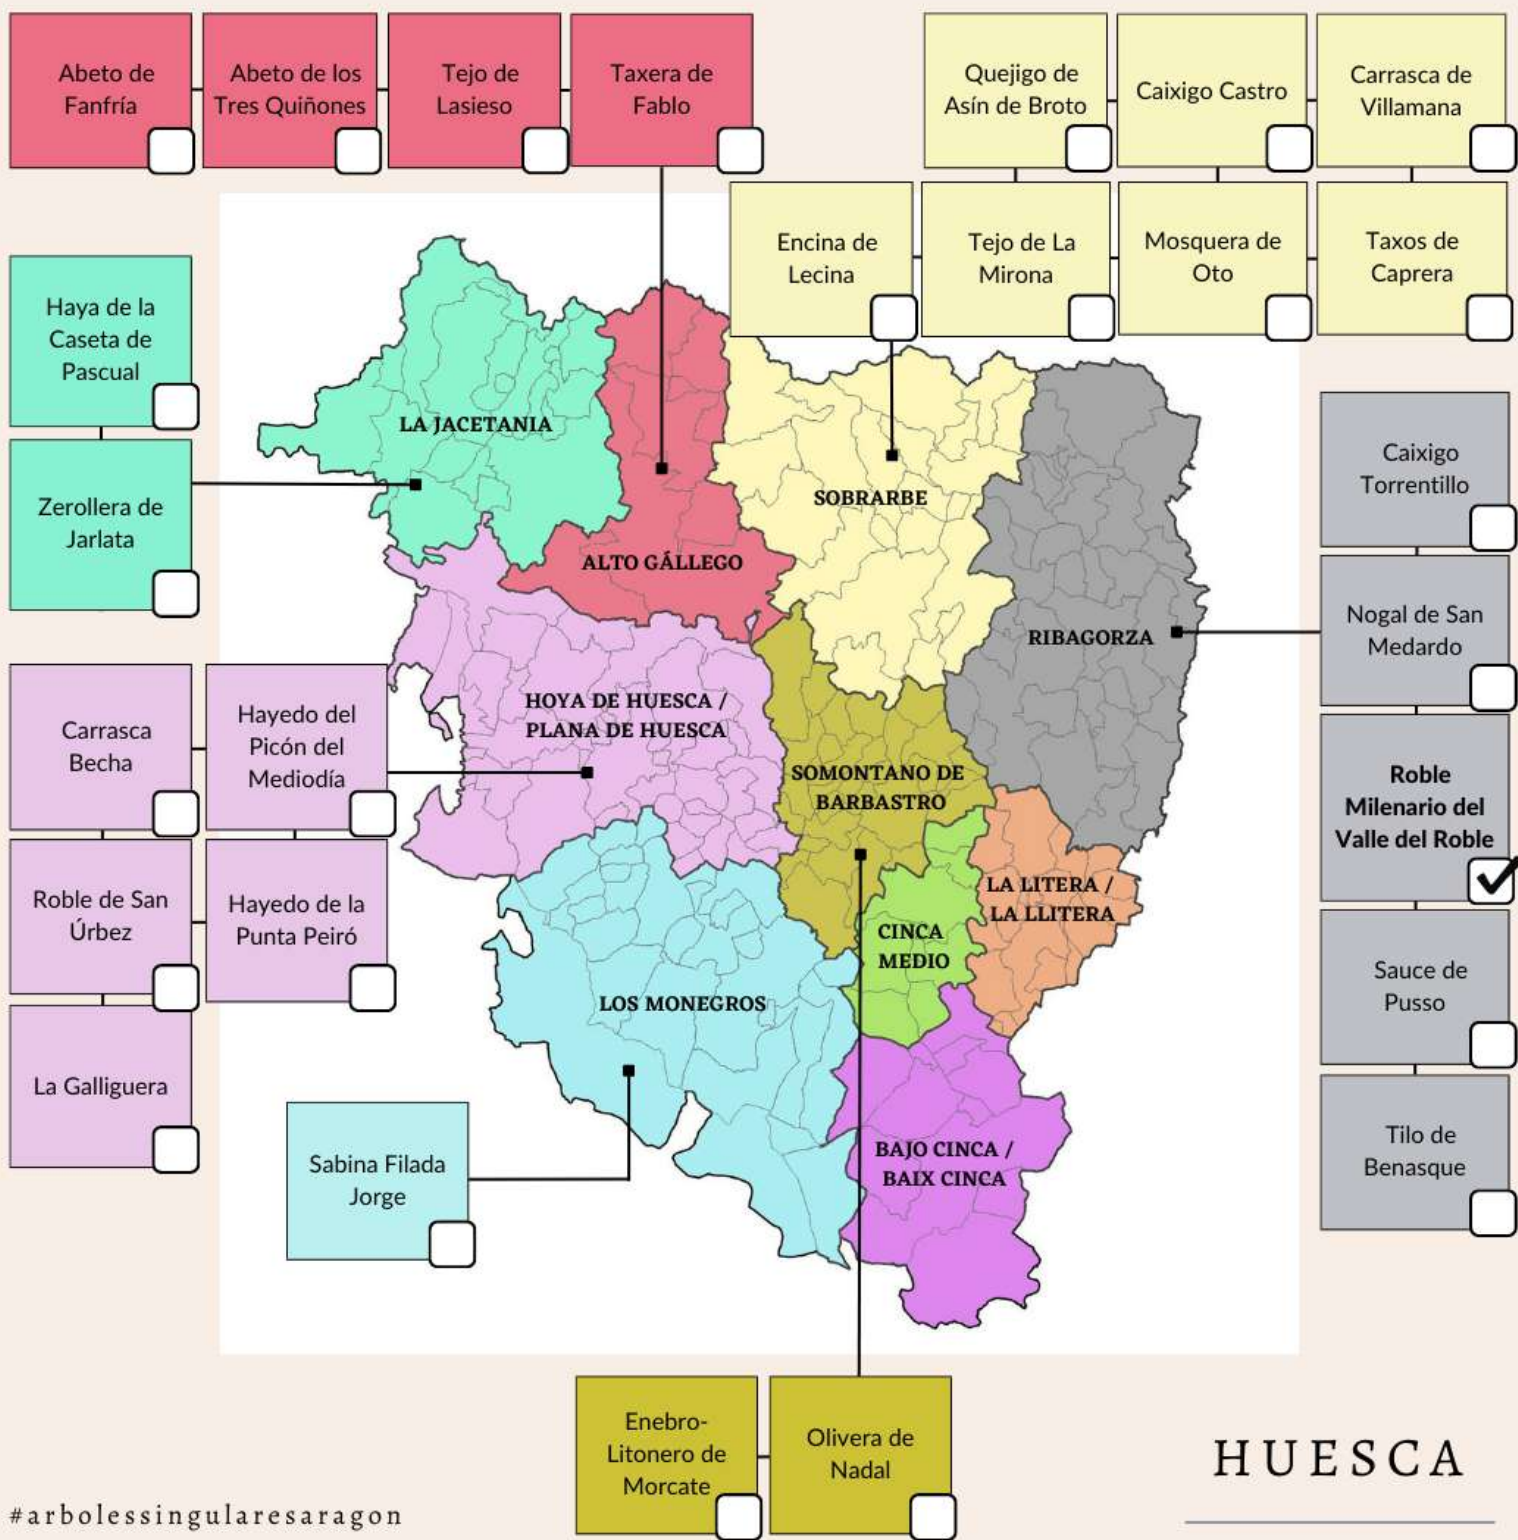 Abeto de
Fanfría
Abeto de los
Tres Quiñones
Tejo de
Lasieso
Taxera de
Fablo
Quejigo de
Asín de Broto
Caixigo Castro
Carrasca de
Villamana
Encina de
Lecina
Tejo de La
Mirona
Mosquera de
Oto
Taxos de
Caprera
Haya de la
Caseta de
Pascual
Zerollera de
Jarlata
LA JACETANIA
ALTO GÁLLEGO
SOBRARBE
RIBAGORZA
Caixigo
Torrentillo
Nogal de San
Medardo
Roble
Milenario del
Valle del Roble
Sauce de
Pusso
Tilo de
Benasque
Carrasca
Becha
Hayedo del
Picón del
Mediodía
Roble de San
Úrbez
Hayedo de la
Punta Peiró
La Galliguera
HOYA DE HUESCA /
PLANA DE HUESCA
SOMONTANO DE
BARBASTRO
LA LITERA /
LA LLITERA
CINCA
MEDIO
LOS MONEGROS
BAJO CINCA /
BAIX CINCA
Sabina Filada
Jorge
Enebro-
Litonero de
Morcate
Olivera de
Nadal
HUESCA
#arbolessingularesaragon